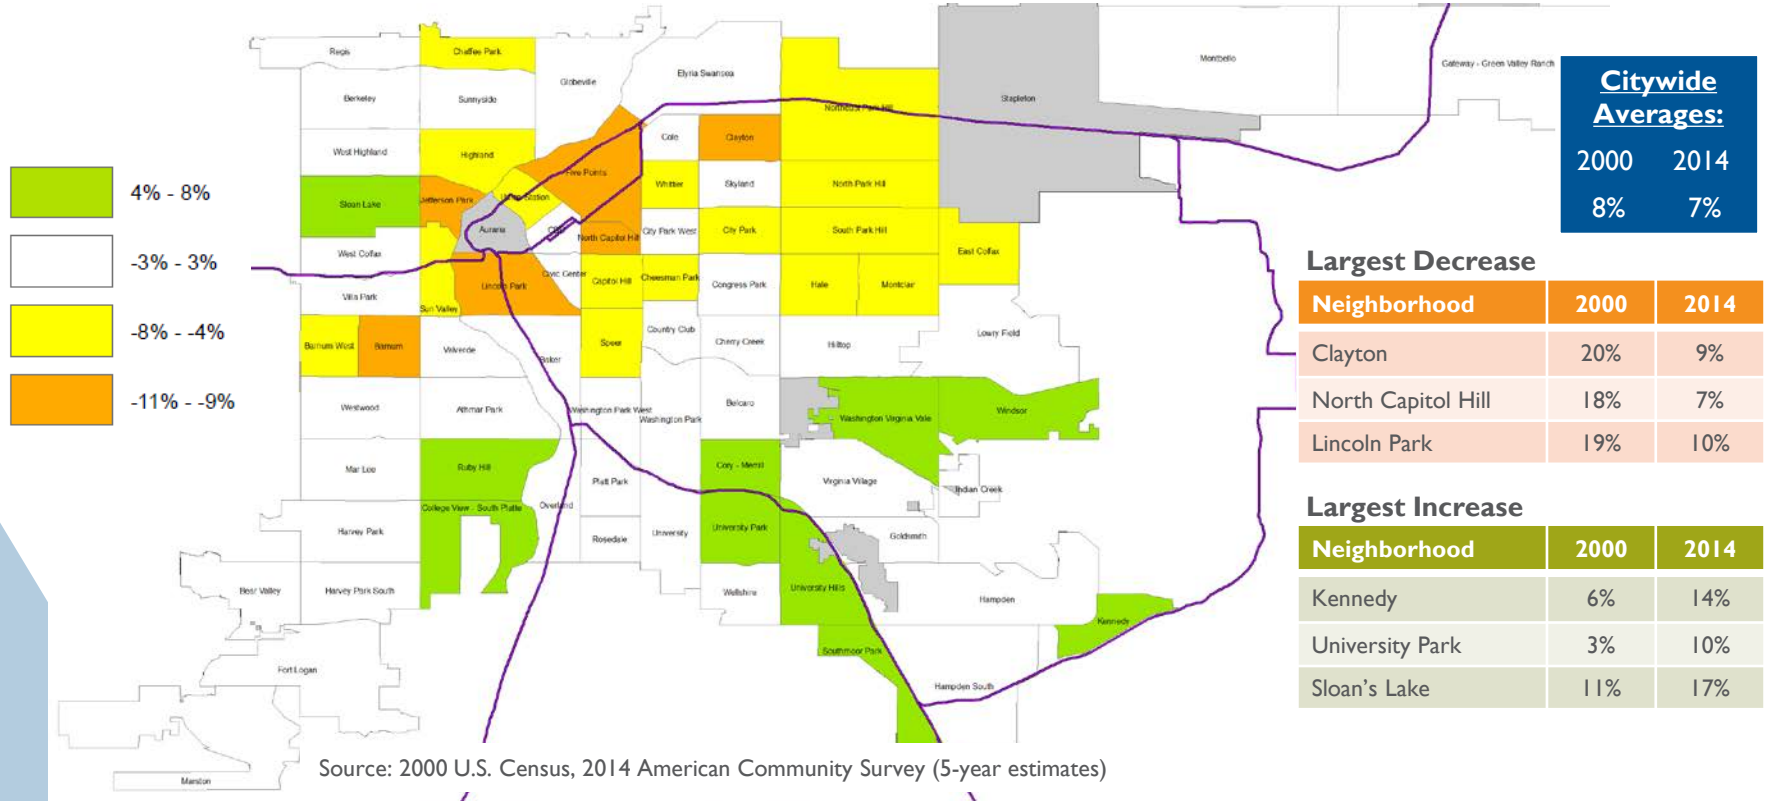 4% - 8%
-3% - 3%
-8% - -4%
-11% - -9%
Regis
Chaffee Park
Globeville
Elyria Swansea
Montbello
Gateway - Green Valley Ranch
Berkeley
Sunnyside
Northeast Park Hill
Stapleton
West Highland
Highland
Five Points
Cole
Clayton
Sloan Lake
Jefferson Park
Union Station
Whittier
Skyland
North Park Hill
Auraria
CBD
North Capitol Hill
City Park West
City Park
South Park Hill
East Colfax
West Colfax
Civic Center
Capitol Hill
Cheesman Park
Congress Park
Hale
Montclair
Villa Park
Lincoln Park
Sun Valley
Barnum West
Barnum
Valverde
Baker
Speer
Country Club
Cherry Creek
Hilltop
Lowry Field
Westwood
Athmar Park
Washington Park West
Washington Park
Belcaro
Washington Virginia Vale
Windsor
Mar Lee
Ruby Hill
Platt Park
Cory - Merrill
Virginia Village
Indian Creek
College View - South Platte
Overland
Harvey Park
Rosedale
University
University Park
Goldsmith
Bear Valley
Harvey Park South
Wellshire
University Hills
Hampden
Kennedy
Fort Logan
Southmoor Park
Hampden South
Marston
Citywide
Averages:
2000 2014
8% 7%
Largest Decrease
Neighborhood 2000 2014
Clayton 20% 9%
North Capitol Hill 18% 7%
Lincoln Park 19% 10%
Largest Increase
Neighborhood 2000 2014
Kennedy 6% 14%
University Park 3% 10%
Sloan's Lake 11% 17%
Source: 2000 U.S. Census, 2014 American Community Survey (5-year estimates)